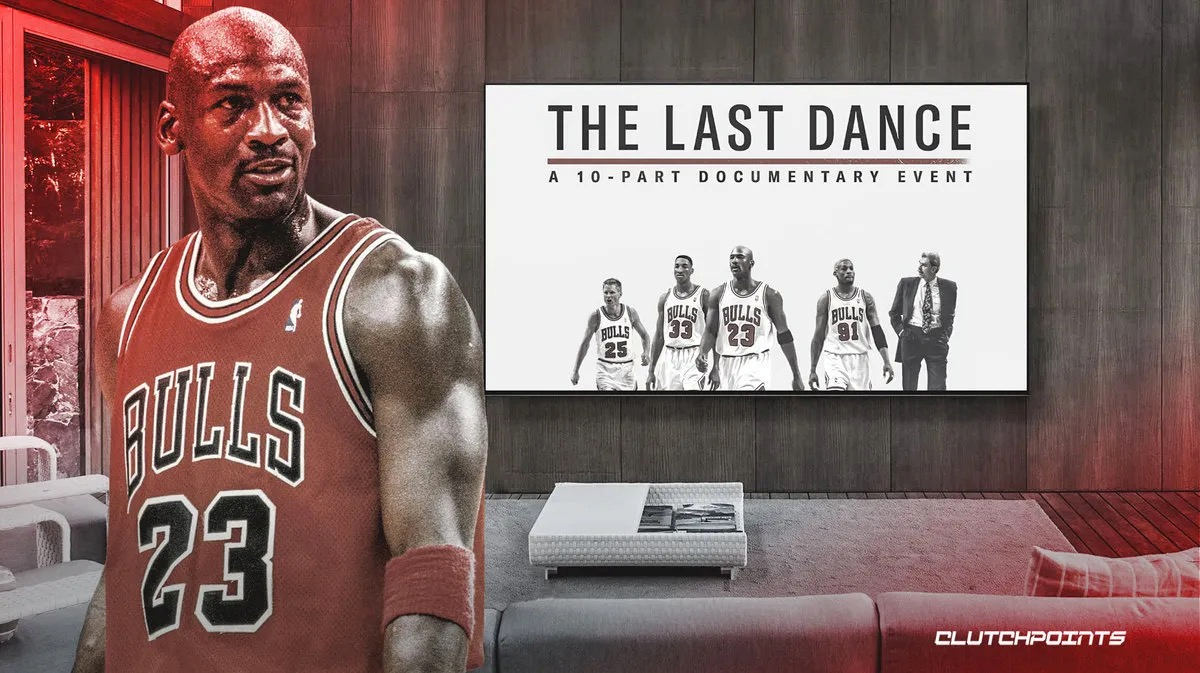 BULLS
23
THE LAST DANCE
A 10-PART DOCUMENTARY EVENT
BULLS
25
BULLS
33
BULLS
23
BULLS
91
CLUTCHPOINTS